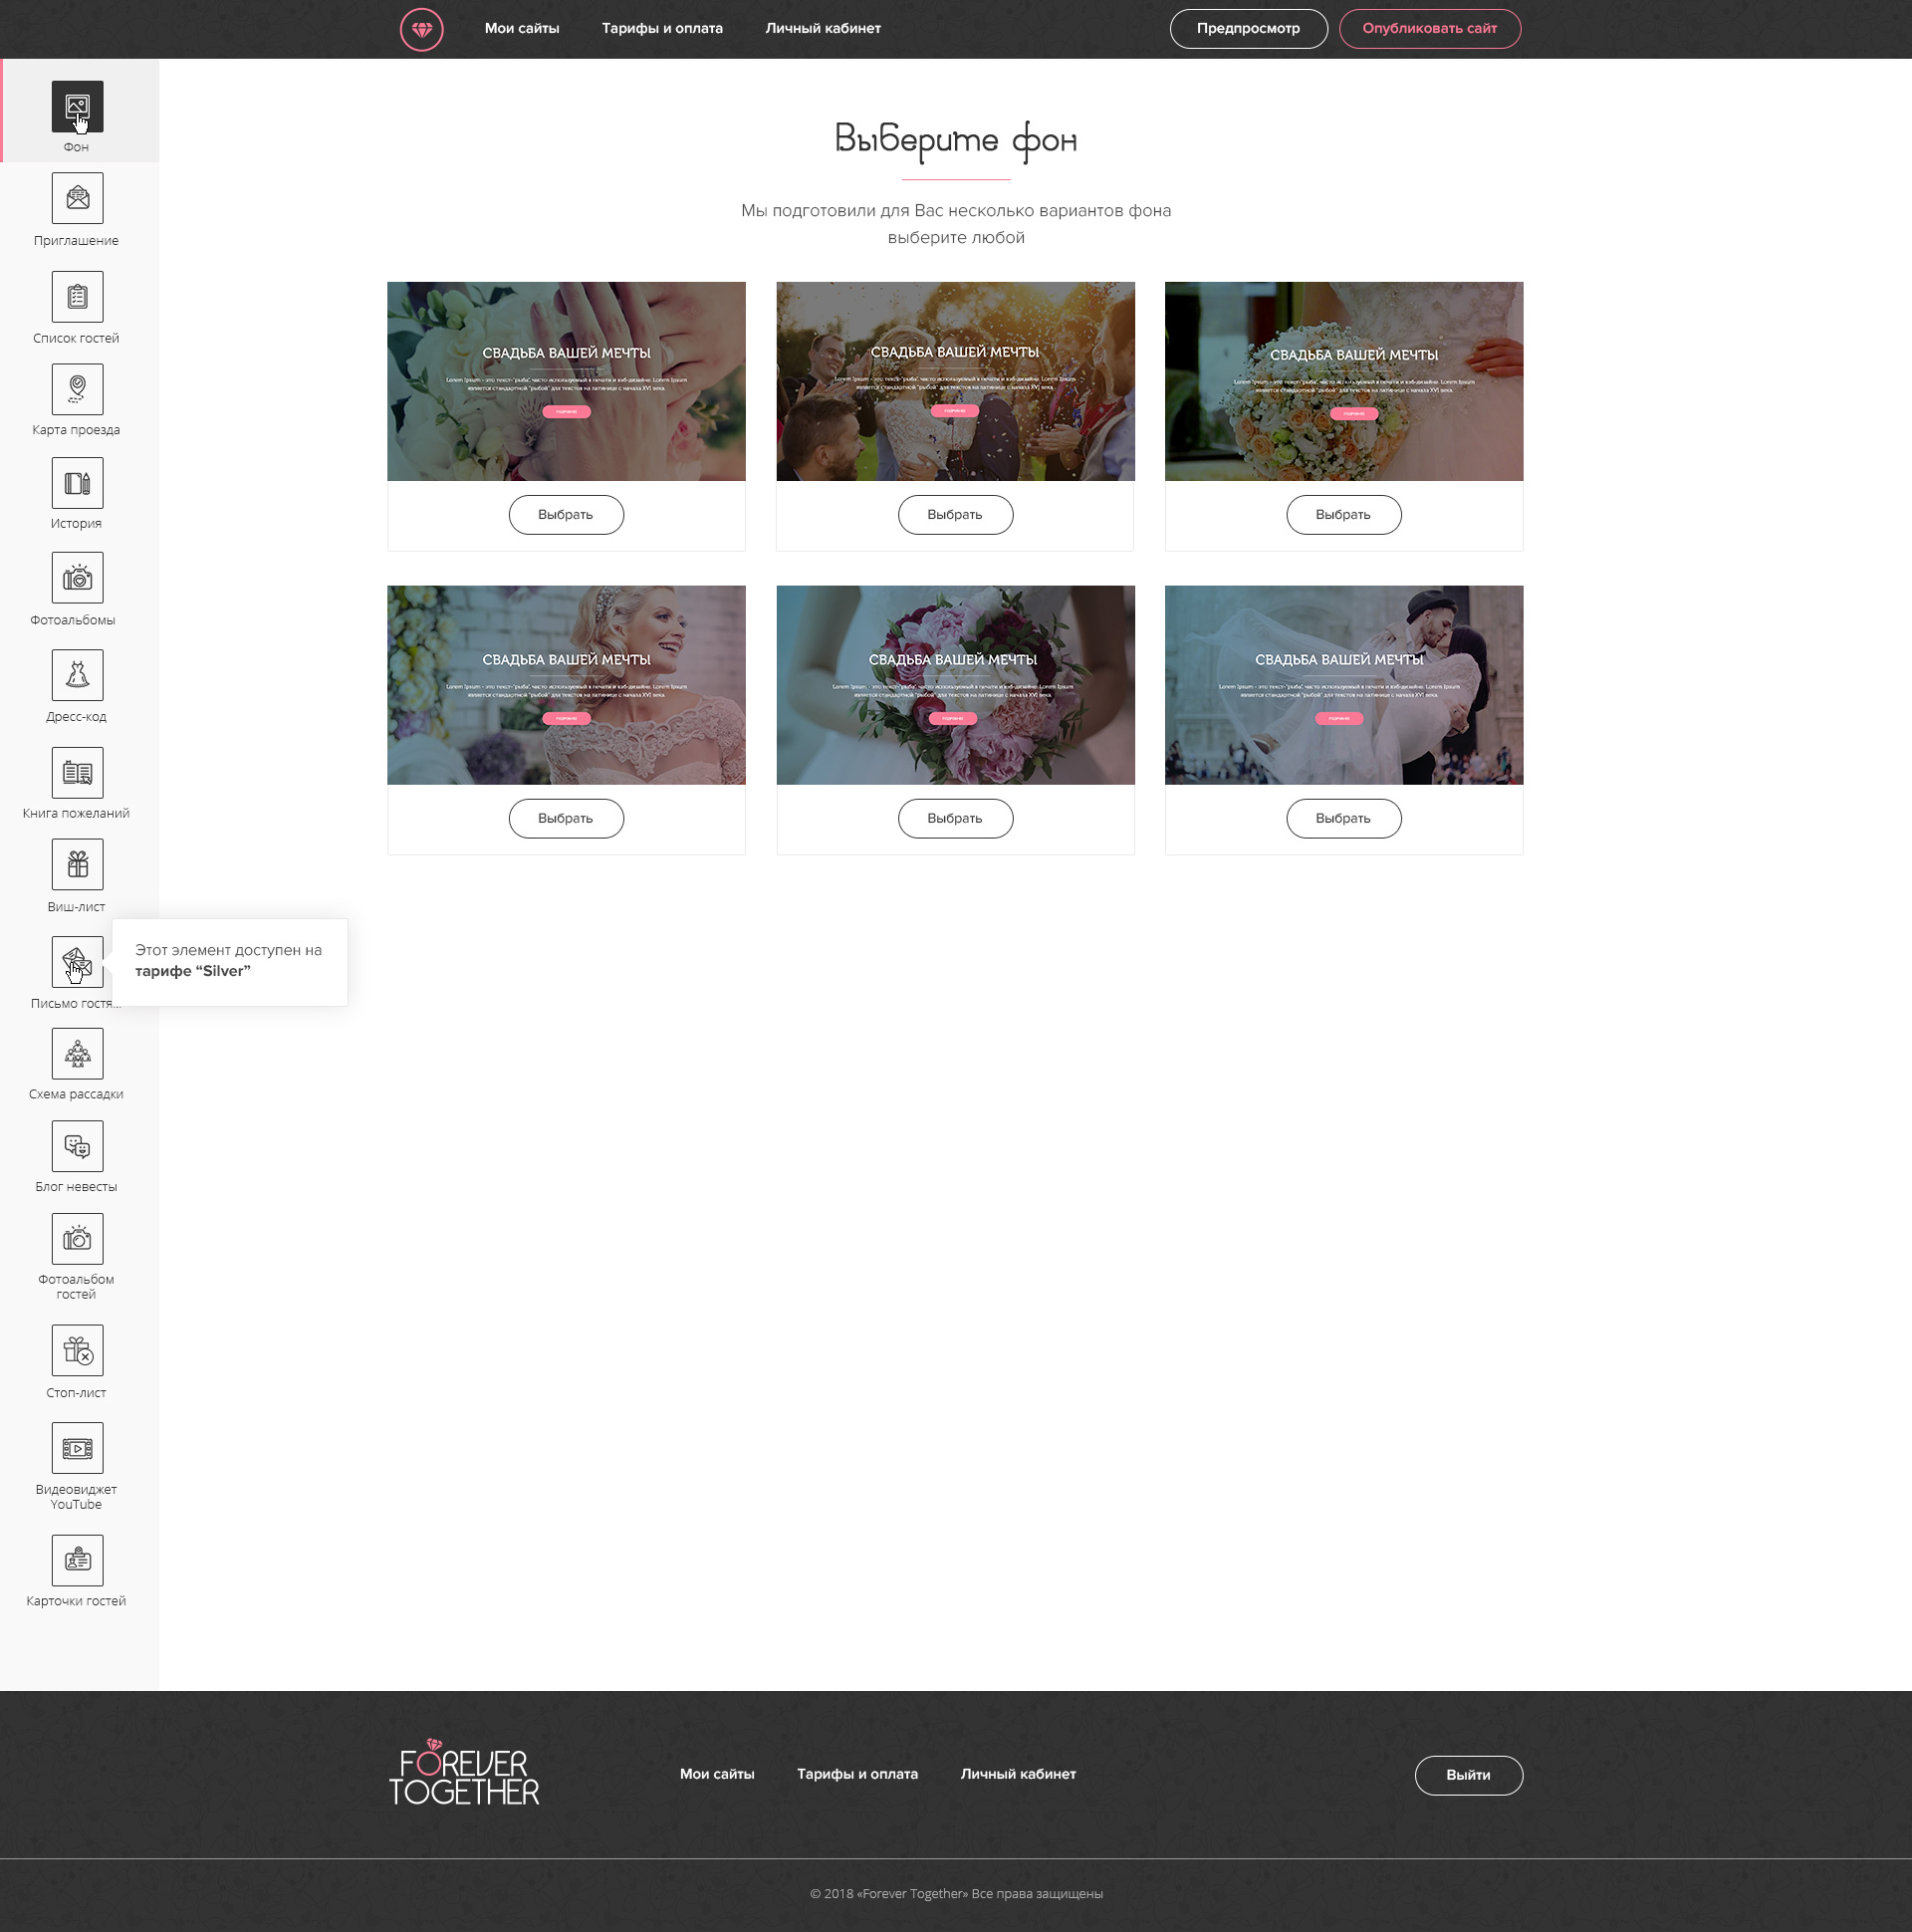 Мои сайты
Тарифы и оплата
Личный кабинет
Предпросмотр
Опубликовать сайт
Фон
Приглашение
Список гостей
Карта проезда
История
Фотоальбомы
Дресс-код
Книга пожеланий
Виш-лист
Письмо гостя...
Схема рассадки
Блог невесты
Фотоальбом
гостей
Стоп-лист
Видеовиджет
YouTube
Карточки гостей
Этот элемент доступен на
тарифе “Silver”
Выберите фон
Мы подготовили для Вас несколько вариантов фона
выберите любой
СВАДЬБА ВАШЕЙ МЕЧТЫ
Lorem Ipsum - это текст-"рыба", часто используемый в печати и вэб-дизайне. Lorem Ipsum
является стандартной "рыбой" для текстов на латинице с начала XVI века.
Выбрать
СВАДЬБА ВАШЕЙ МЕЧТЫ
Lorem Ipsum - это текст-"рыба", часто используемый в печати и вэб-дизайне. Lorem Ipsum
является стандартной "рыбой" для текстов на латинице с начала XVI века.
Выбрать
СВАДЬБА ВАШЕЙ МЕЧТЫ
Lorem Ipsum - это текст-"рыба", часто используемый в печати и вэб-дизайне. Lorem Ipsum
является стандартной "рыбой" для текстов на латинице с начала XVI века.
Выбрать
СВАДЬБА ВАШЕЙ МЕЧТЫ
Lorem Ipsum - это текст-"рыба", часто используемый в печати и вэб-дизайне. Lorem Ipsum
является стандартной "рыбой" для текстов на латинице с начала XVI века.
Выбрать
СВАДЬБА ВАШЕЙ МЕЧТЫ
Lorem Ipsum - это текст-"рыба", часто используемый в печати и вэб-дизайне. Lorem Ipsum
является стандартной "рыбой" для текстов на латинице с начала XVI века.
Выбрать
СВАДЬБА ВАШЕЙ МЕЧТЫ
Lorem Ipsum - это текст-"рыба", часто используемый в печати и вэб-дизайне. Lorem Ipsum
является стандартной "рыбой" для текстов на латинице с начала XVI века.
Выбрать
FOREVER
TOGETHER
Мои сайты
Тарифы и оплата
Личный кабинет
Выйти
© 2018 «Forever Together» Все права защищены